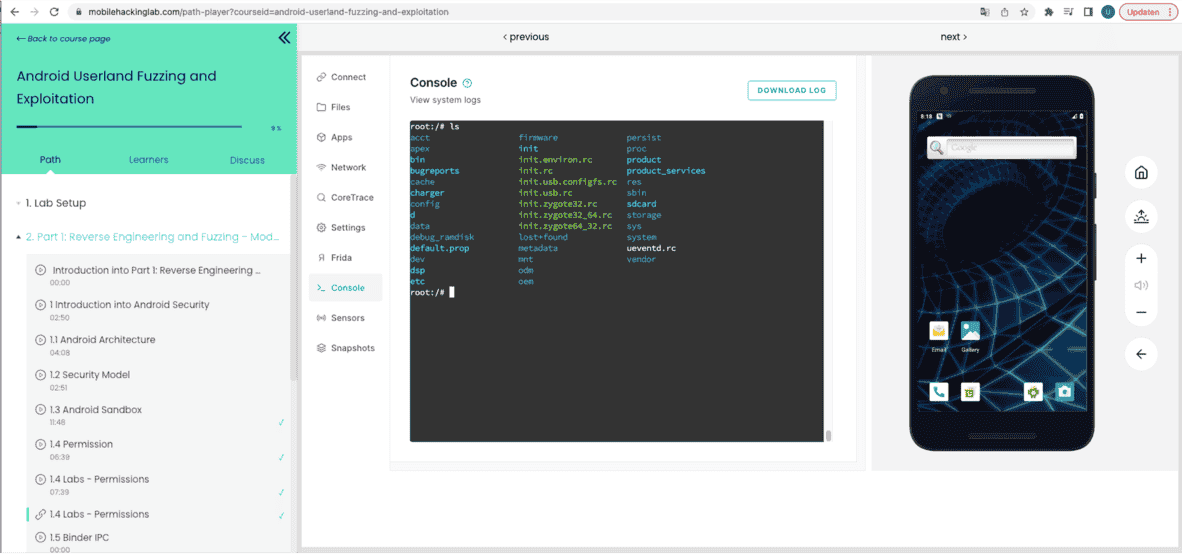 mobilehackinglab.com/path-player?courseid=android-userland-fuzzing-and-exploitation
U
Updaten
Back to course page
Android Userland Fuzzing and
Exploitation
9 %
Path Learners Discuss
1. Lab Setup
2. Part 1: Reverse Engineering and Fuzzing - Mod...
Introduction into Part 1: Reverse Engineering ...
00:00
1 Introduction into Android Security
02:50
1.1 Android Architecture
04:08
1.2 Security Model
02:51
1.3 Android Sandbox
11:48
1.4 Permission
06:39
1.4 Labs - Permissions
07:39
1.4 Labs - Permissions
1.5 Binder IPC
00:00
< previous
next >
Connect
Files
Apps
Network
CoreTrace
Settings
Frida
Console
Sensors
Snapshots
Console
View system logs
DOWNLOAD LOG
root:/# ls
acct firmware persist
apex init proc
bin init.environ.rc product
bugreports init.rc product_services
cache init.usb.configfs.rc res
charger init.usb.rc sbin
config init.zygote32.rc sdcard
d init.zygote32_64.rc storage
data init.zygote64_32.rc sys
debug_ramdisk lost+found system
default.prop metadata ueventd.rc
dev mnt vendor
dsp odm
etc oem
root:/#
8:18
Google
Email Gallery